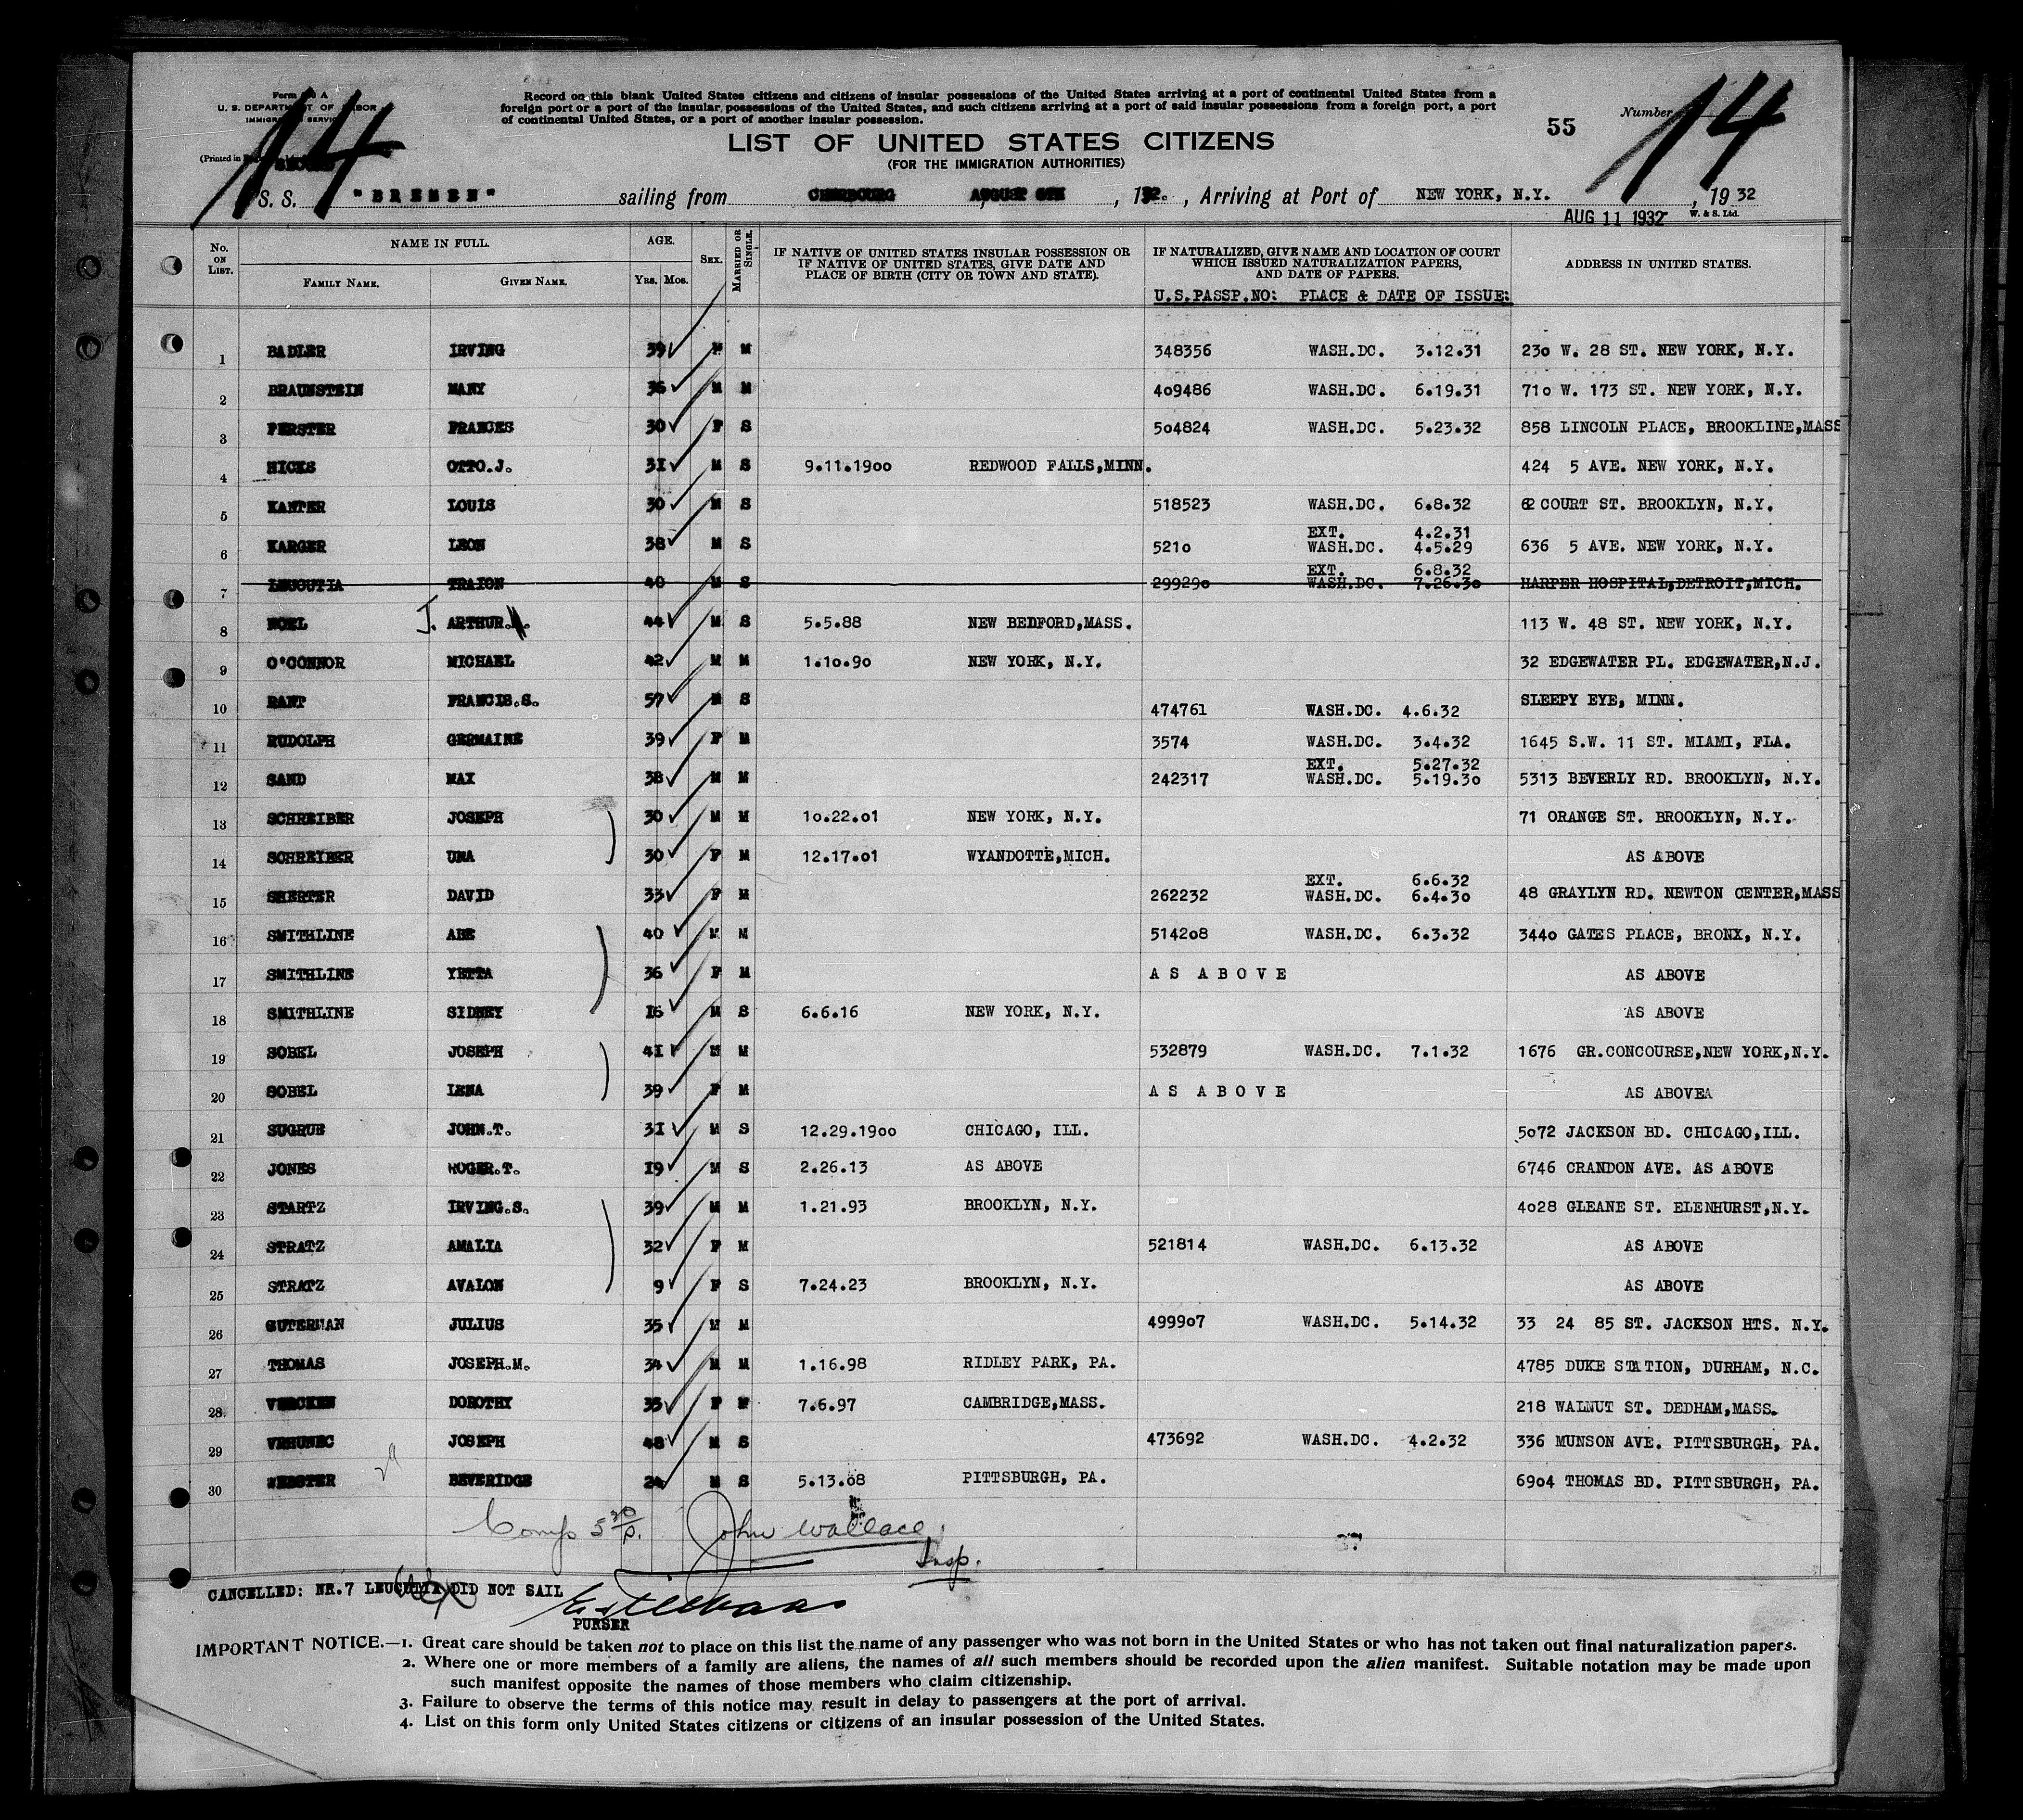 Form A
U. S. DEPARTMENT OF LABOR
IMMIGRATION SERVICE
(Printed in
Record on this blank United States citizens and citizens of insular possessions of the United States arriving at a port of continental United States from a
foreign port or a port of the insular possessions of the United States, and such citizens arriving at a port of said insular possessions from a foreign port, a port
of continental United States, or a port of another insular possession.
14
55
Number 14
LIST OF UNITED STATES CITIZENS
(FOR THE IMMIGRATION AUTHORITIES)
S. S. "BREMEN" sailing from CHERBOURG AUGUST 5TH, 1932., Arriving at Port of NEW YORK, N.Y., 1932
AUG 11 1932 W. & S. Ltd.
No. ON LIST. NAME IN FULL. AGE. SEX. MARRIED OR SINGLE. IF NATIVE OF UNITED STATES INSULAR POSSESSION OR IF NATIVE OF UNITED STATES, GIVE DATE AND PLACE OF BIRTH (CITY OR TOWN AND STATE). IF NATURALIZED, GIVE NAME AND LOCATION OF COURT WHICH ISSUED NATURALIZATION PAPERS, AND DATE OF PAPERS. ADDRESS IN UNITED STATES.
FAMILY NAME. GIVEN NAME. YRS. MOS. U.S.PASSP.NO: PLACE & DATE OF ISSUE:
1 BADLER IRVING 39 M M 348356 WASH.DC. 3.12.31 230 W. 28 ST. NEW YORK, N.Y.
2 BRAUNSTEIN MANY 36 M M 409486 WASH.DC. 6.19.31 710 W. 173 ST. NEW YORK, N.Y.
3 FERSTER FRANCES 30 F S 504824 WASH.DC. 5.23.32 858 LINCOLN PLACE, BROOKLINE,MASS
4 HICKS OTTO.J. 31 M S 9.11.1900 REDWOOD FALLS,MINN. 424 5 AVE. NEW YORK, N.Y.
5 KANTER LOUIS 30 M S 518523 WASH.DC. 6.8.32 62 COURT ST. BROOKLYN, N.Y.
EXT. 4.2.31
6 KARGER LEON 38 M S 5210 WASH.DC. 4.5.29 636 5 AVE. NEW YORK, N.Y.
EXT. 6.8.32
7 LEUCUTIA TRAION 40 M S 299290 WASH.DC. 7.26.30 HARPER HOSPITAL,DETROIT,MICH.
8 NOEL J. ARTHUR. 44 M S 5.5.88 NEW BEDFORD,MASS. 113 W. 48 ST. NEW YORK, N.Y.
9 O'CONNOR MICHAEL 42 M M 1.10.90 NEW YORK, N.Y. 32 EDGEWATER PL. EDGEWATER,N.J.
10 RANT FRANCIS.S. 57 M S 474761 WASH.DC. 4.6.32 SLEEPY EYE, MINN.
11 RUDOLPH GERMAINE 39 F M 3574 WASH.DC. 3.4.32 1645 S.W. 11 ST. MIAMI, FLA.
EXT. 5.27.32
12 SAND MAX 38 M M 242317 WASH.DC. 5.19.30 5313 BEVERLY RD. BROOKLYN, N.Y.
13 SCHREIBER JOSEPH 30 M M 10.22.01 NEW YORK, N.Y. 71 ORANGE ST. BROOKLYN, N.Y.
14 SCHREIBER UNA 30 F M 12.17.01 WYANDOTTE,MICH. AS ABOVE
EXT. 6.6.32
15 SHERTER DAVID 33 F M 262232 WASH.DC. 6.4.30 48 GRAYLYN RD. NEWTON CENTER,MASS
16 SMITHLINE ABE 40 M M 514208 WASH.DC. 6.3.32 3440 GATES PLACE, BRONX, N.Y.
17 SMITHLINE YETTA 36 F M AS ABOVE AS ABOVE
18 SMITHLINE SIDNEY 16 M S 6.6.16 NEW YORK, N.Y. AS ABOVE
19 SOBEL JOSEPH 41 M M 532879 WASH.DC. 7.1.32 1676 GR.CONCOURSE,NEW YORK,N.Y.
20 SOBEL LENA 39 F M AS ABOVE AS ABOVEA
21 SUGRUE JOHN.T. 31 M S 12.29.1900 CHICAGO, ILL. 5072 JACKSON BD. CHICAGO,ILL.
22 JONES ROGER.T. 19 M S 2.26.13 AS ABOVE 6746 CRANDON AVE. AS ABOVE
23 STARTZ IRVING.S. 39 M M 1.21.93 BROOKLYN, N.Y. 4028 GLEANE ST. ELENHURST,N.Y.
24 STRATZ AMALIA 32 F M 521814 WASH.DC. 6.13.32 AS ABOVE
25 STRATZ AVALON 9 F S 7.24.23 BROOKLYN, N.Y. AS ABOVE
26 GUTERMAN JULIUS 35 M M 499907 WASH.DC. 5.14.32 33 24 85 ST. JACKSON HTS. N.Y.
27 THOMAS JOSEPH.M. 34 M M 1.16.98 RIDLEY PARK, PA. 4785 DUKE STATION, DURHAM, N.C.
28 VERCKEN DOROTHY 35 F M 7.6.97 CAMBRIDGE,MASS. 218 WALNUT ST. DEDHAM,MASS.
29 VRHUNEC JOSEPH 48 M S 473692 WASH.DC. 4.2.32 336 MUNSON AVE. PITTSBURGH, PA.
30 WEBSTER BEVERIDGE 24 M S 5.13.08 PITTSBURGH, PA. 6904 THOMAS BD. PITTSBURGH, PA.
29
Comp 5 30/P. John Wallace
Insp.
CANCELLED: NR.7 LEUCUTIA DID NOT SAIL
PURSER
IMPORTANT NOTICE.—1. Great care should be taken not to place on this list the name of any passenger who was not born in the United States or who has not taken out final naturalization papers.
2. Where one or more members of a family are aliens, the names of all such members should be recorded upon the alien manifest. Suitable notation may be made upon
such manifest opposite the names of those members who claim citizenship.
3. Failure to observe the terms of this notice may result in delay to passengers at the port of arrival.
4. List on this form only United States citizens or citizens of an insular possession of the United States.